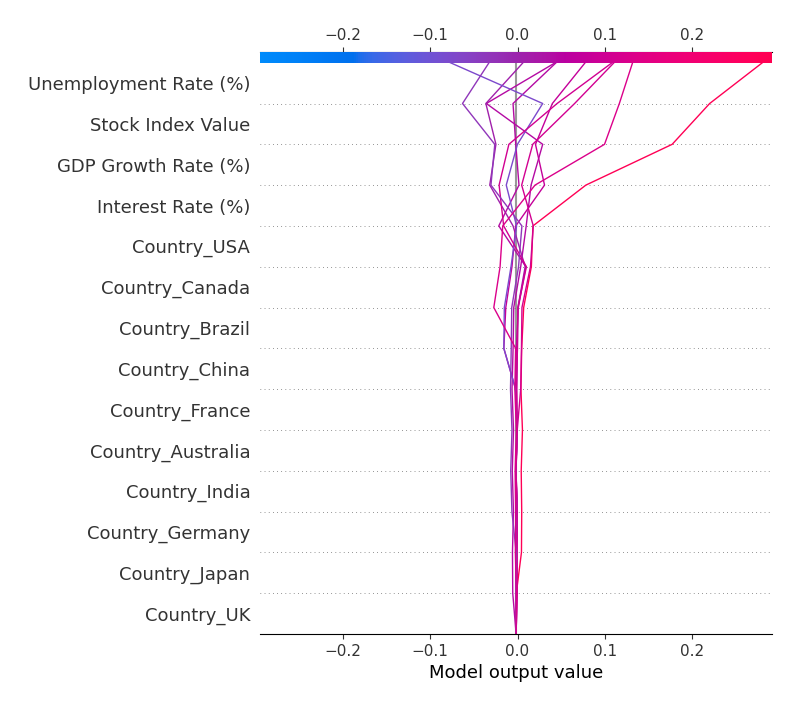 −0.2 −0.1 0.0 0.1 0.2
Unemployment Rate (%)
Stock Index Value
GDP Growth Rate (%)
Interest Rate (%)
Country_USA
Country_Canada
Country_Brazil
Country_China
Country_France
Country_Australia
Country_India
Country_Germany
Country_Japan
Country_UK
−0.2 −0.1 0.0 0.1 0.2
Model output value